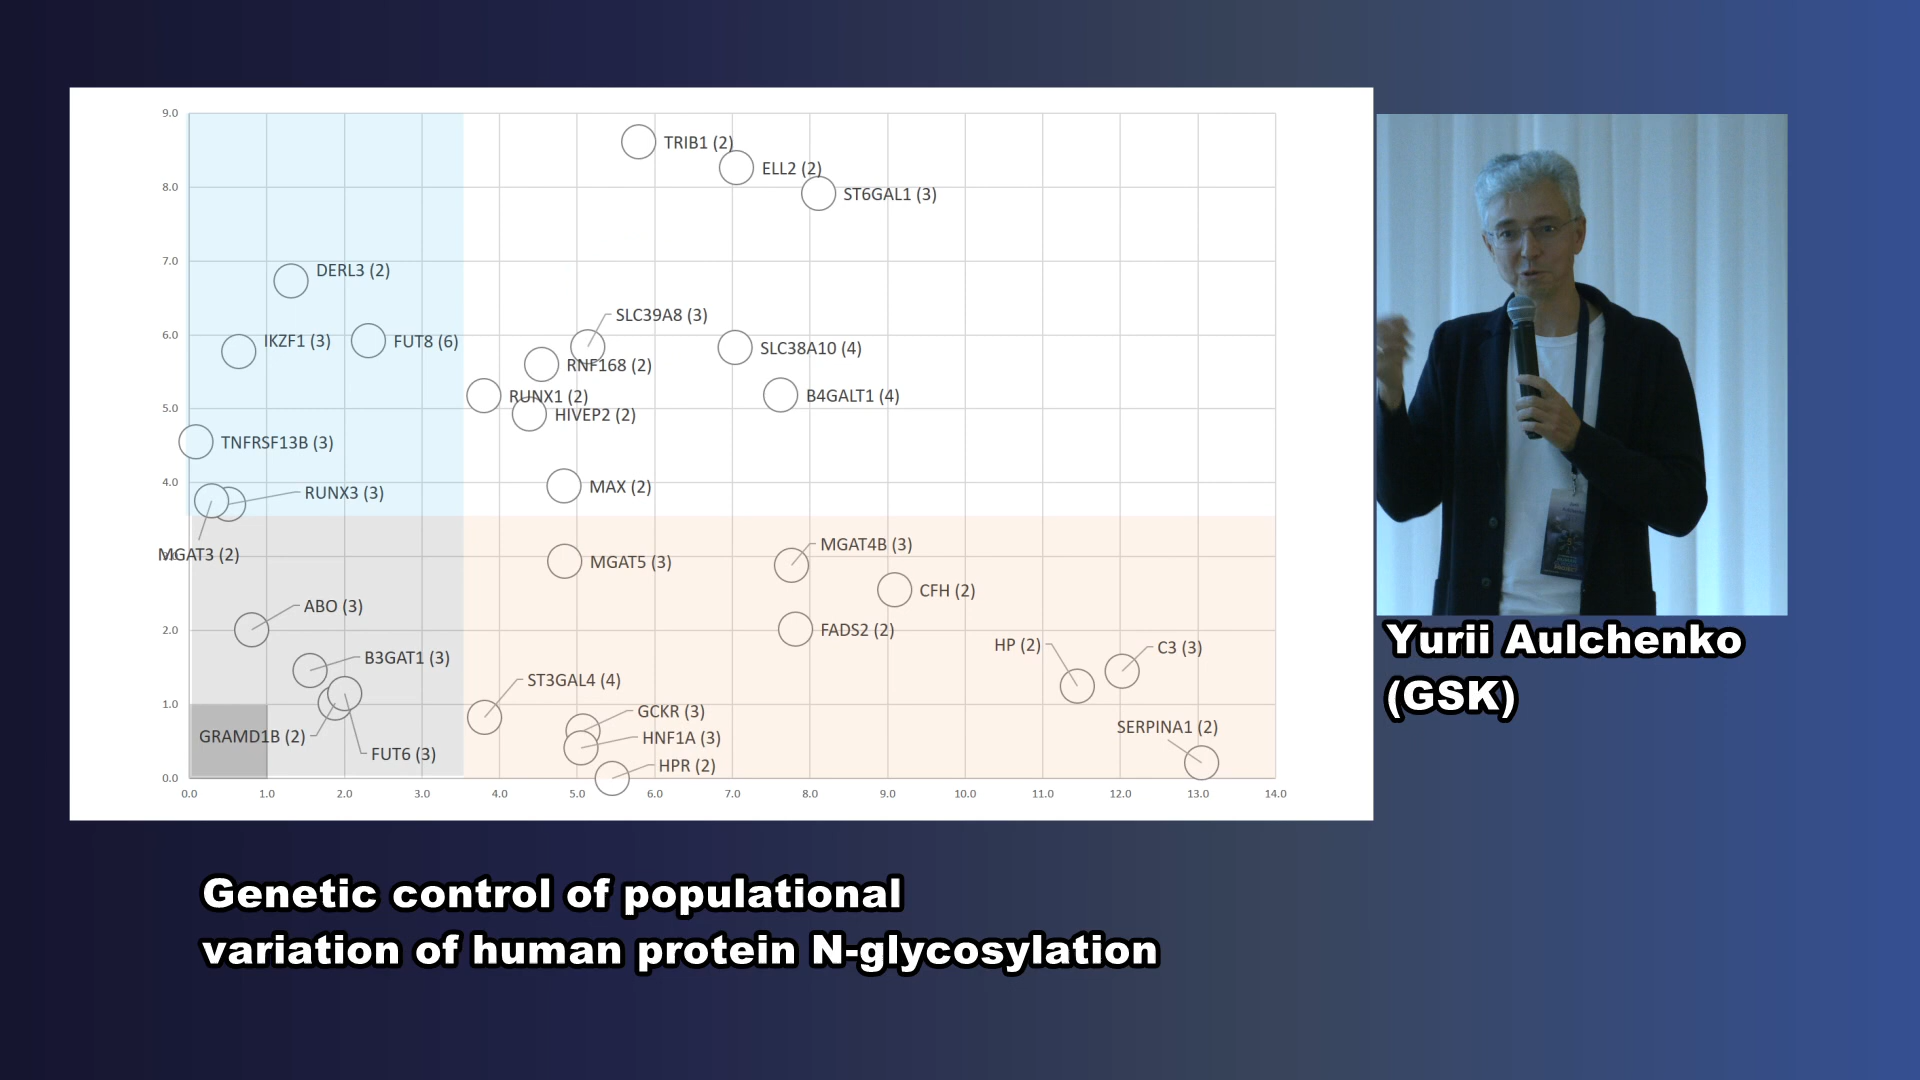 9.0
TRIB1 (2)
ELL2 (2)
8.0
ST6GAL1 (3)
7.0
DERL3 (2)
SLC39A8 (3)
6.0
IKZF1 (3)
FUT8 (6)
SLC38A10 (4)
RNF168 (2)
RUNX1 (2)
B4GALT1 (4)
5.0
HIVEP2 (2)
TNFRSF13B (3)
4.0
MAX (2)
RUNX3 (3)
MGAT4B (3)
MGAT3 (2)
MGAT5 (3)
CFH (2)
ABO (3)
2.0
FADS2 (2)
HP (2)
C3 (3)
B3GAT1 (3)
ST3GAL4 (4)
1.0
GCKR (3)
SERPINA1 (2)
GRAMD1B (2)
HNF1A (3)
FUT6 (3)
HPR (2)
0.0
0.0 1.0 2.0 3.0 4.0 5.0 6.0 7.0 8.0 9.0 10.0 11.0 12.0 13.0 14.0
Yurii Aulchenko
(GSK)
Genetic control of populational
variation of human protein N-glycosylation